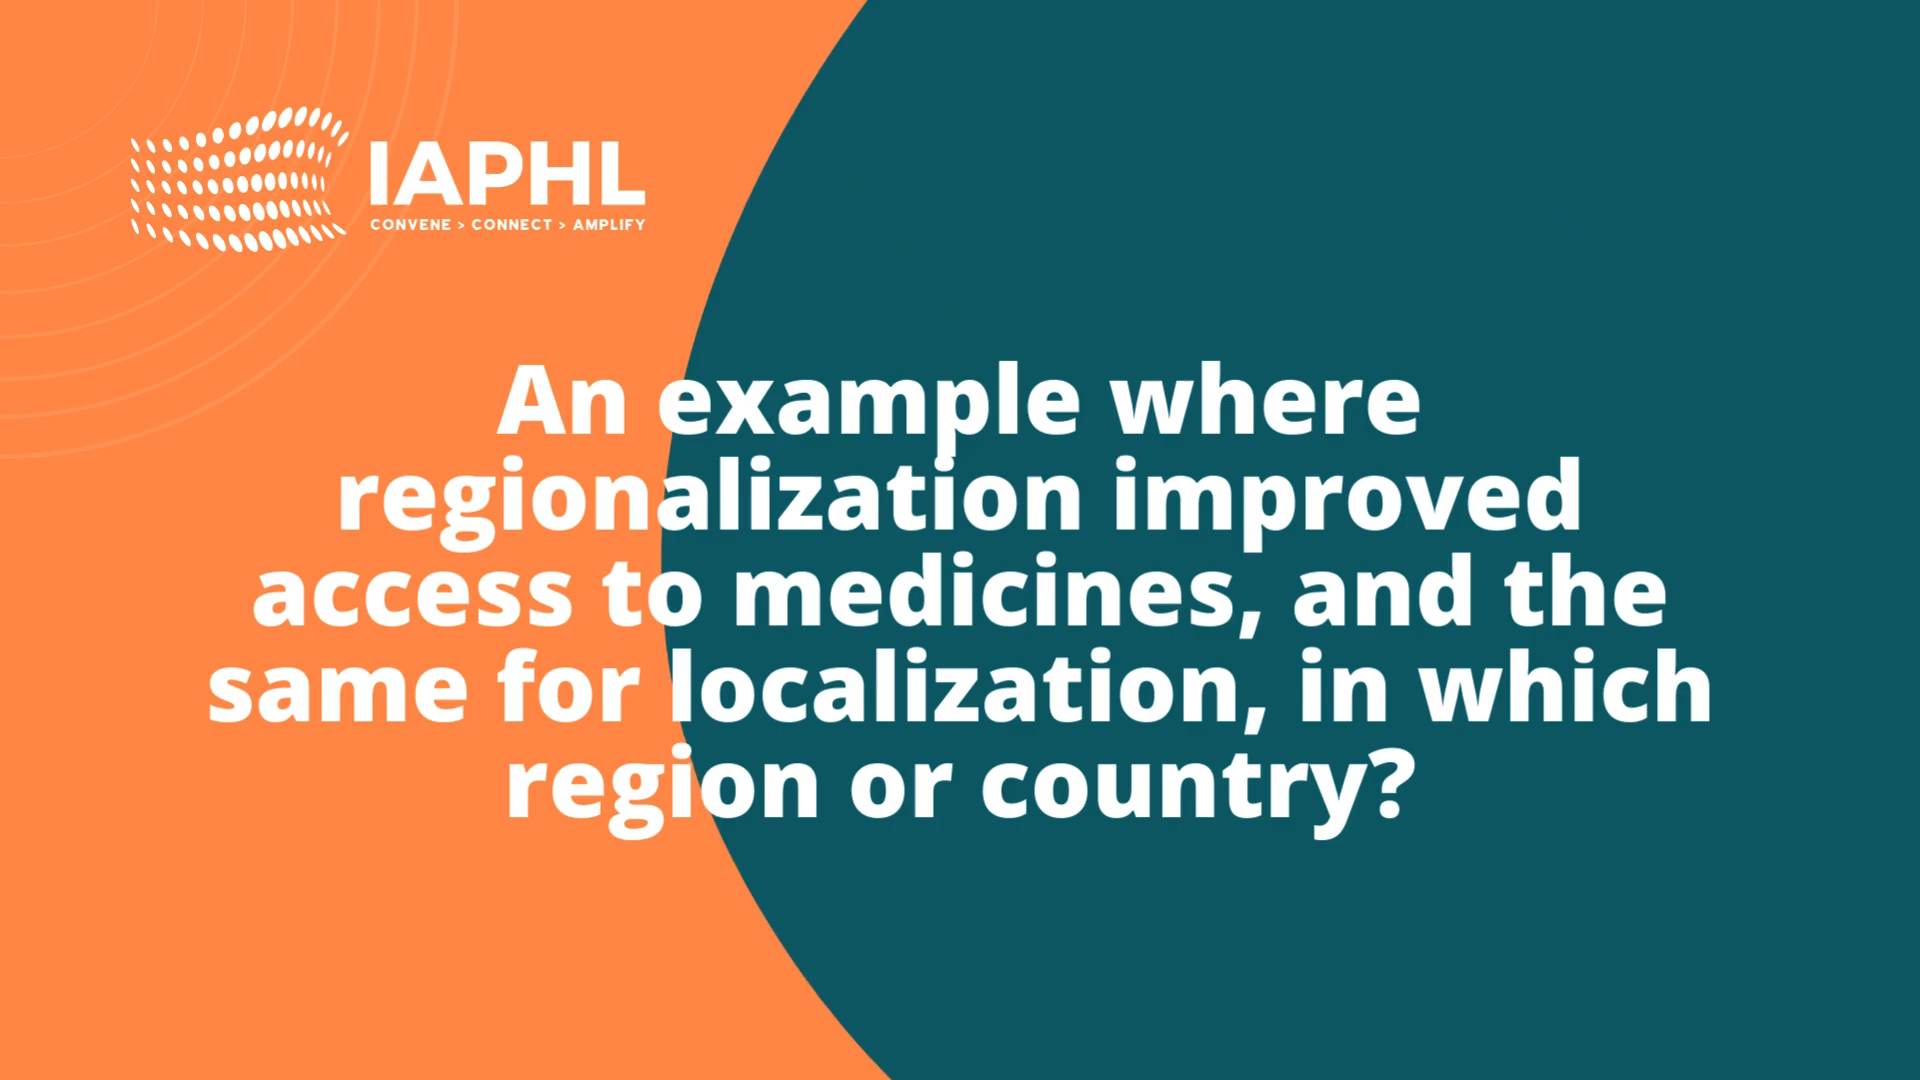 IAPHL
CONVENE > CONNECT > AMPLIFY
An example where
regionalization improved
access to medicines, and the
same for localization, in which
region or country?